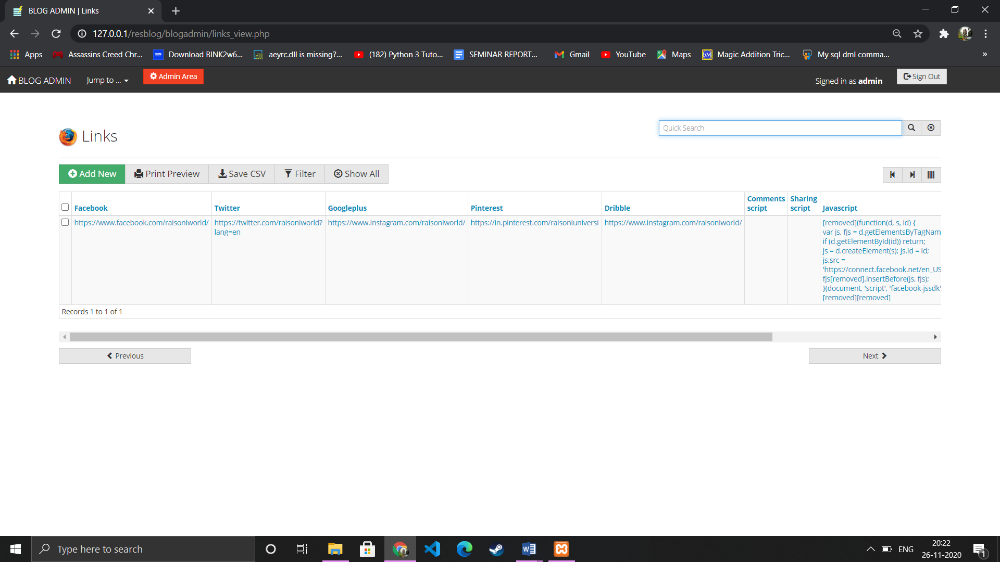 BLOG ADMIN | Links
127.0.0.1/resblog/blogadmin/links_view.php
Apps
Assassins Creed Chr...
Download BINK2w6...
aeyrc.dll is missing?...
(182) Python 3 Tuto...
SEMINAR REPORT...
Gmail
YouTube
Maps
Magic Addition Tric...
My sql dml comma...
»
BLOG ADMIN
Jump to ...
Admin Area
Signed in as admin
Sign Out
Links
Quick Search
Add New
Print Preview
Save CSV
Filter
Show All
Facebook
Twitter
Googleplus
Pinterest
Dribble
Comments
script
Sharing
script
Javascript
https://www.facebook.com/raisoniworld/
https://twitter.com/raisoniworld?
lang=en
https://www.instagram.com/raisoniworld/
https://in.pinterest.com/raisoniuniversi
https://www.instagram.com/raisoniworld/
[removed](function(d, s, id) {
var js, fjs = d.getElementsByTagNam
if (d.getElementById(id)) return;
js = d.createElement(s); js.id = id;
js.src =
'https://connect.facebook.net/en_US
fjs[removed].insertBefore(js, fjs);
}(document, 'script', 'facebook-jssdk'
[removed][removed]
Records 1 to 1 of 1
Previous
Next
Type here to search
ENG
20:22
26-11-2020
1